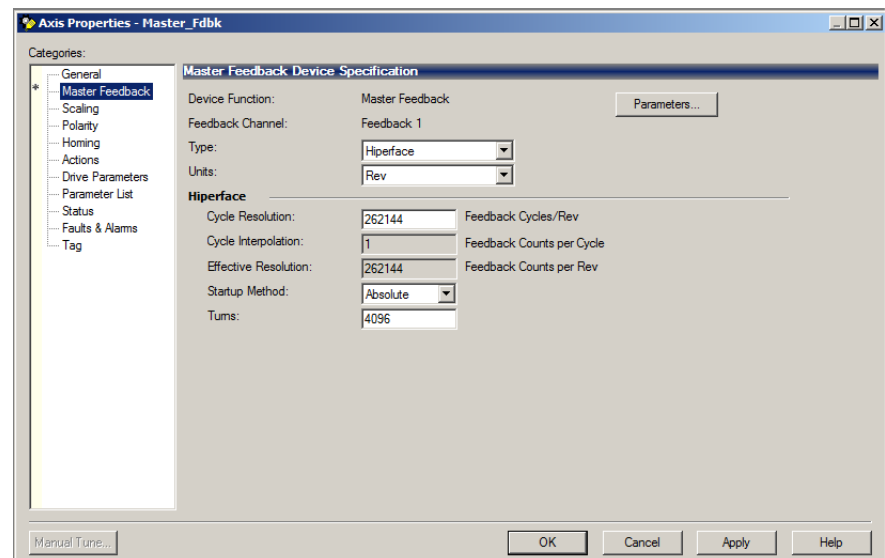 Axis Properties - Master_Fdbk
Categories:
General
* Master Feedback
Scaling
Polarity
Homing
Actions
Drive Parameters
Parameter List
Status
Faults & Alarms
Tag
Master Feedback Device Specification
Device Function: Master Feedback Parameters...
Feedback Channel: Feedback 1
Type: Hiperface
Units: Rev
Hiperface
Cycle Resolution: 262144 Feedback Cycles/Rev
Cycle Interpolation: 1 Feedback Counts per Cycle
Effective Resolution: 262144 Feedback Counts per Rev
Startup Method: Absolute
Turns: 4096
Manual Tune... OK Cancel Apply Help